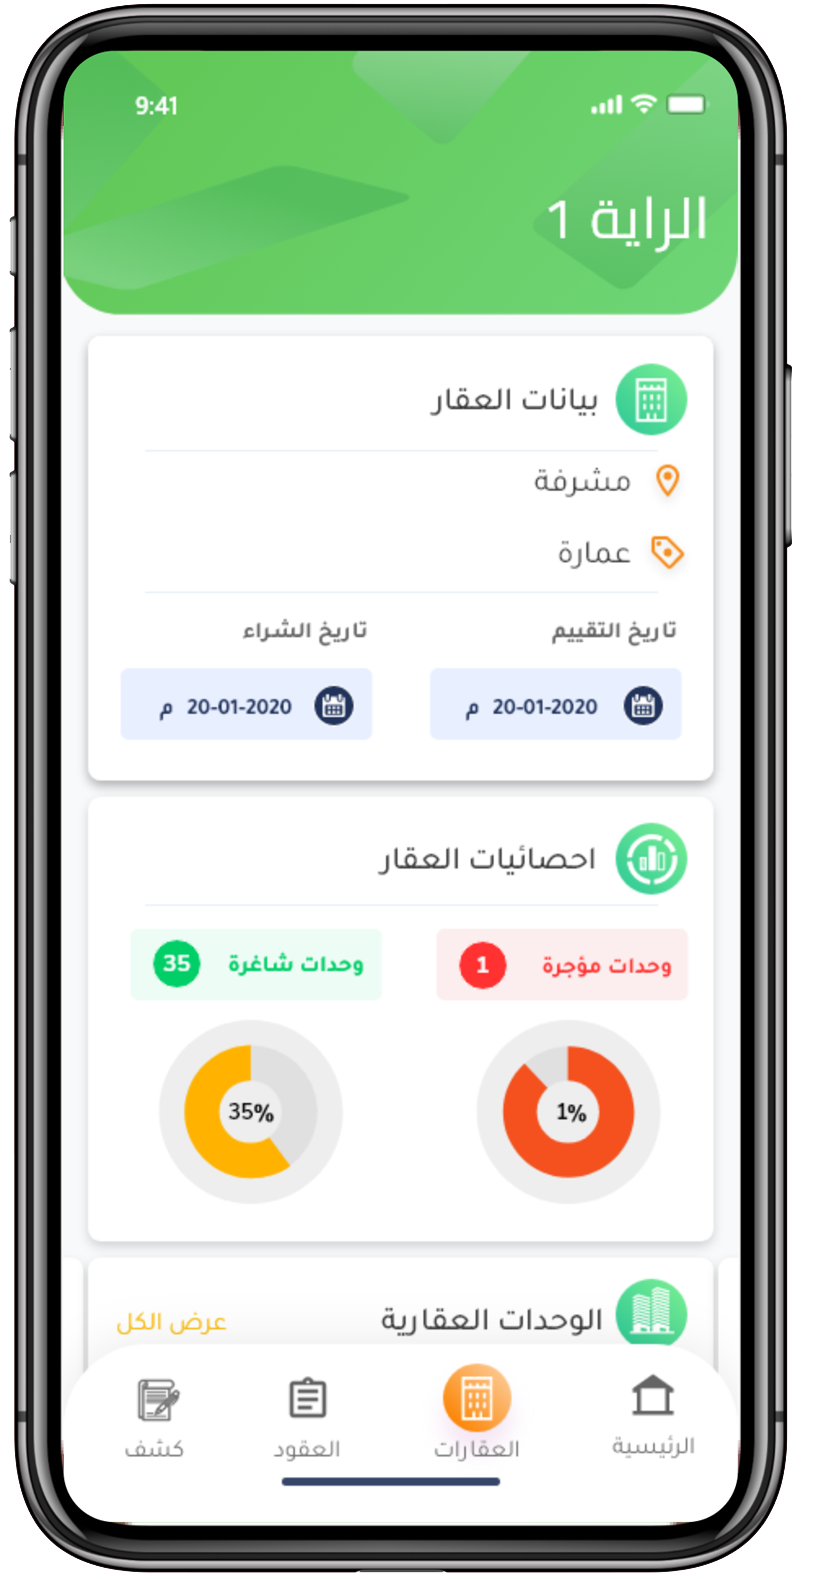 9:41
الراية 1
بيانات العقار
مشرفة
عمارة
تاريخ التقييم
تاريخ الشراء
20-01-2020 م
20-01-2020 م
احصائيات العقار
وحدات مؤجرة 1
وحدات شاغرة 35
1%
35%
الوحدات العقارية
عرض الكل
الرئيسية
العقارات
العقود
كشف